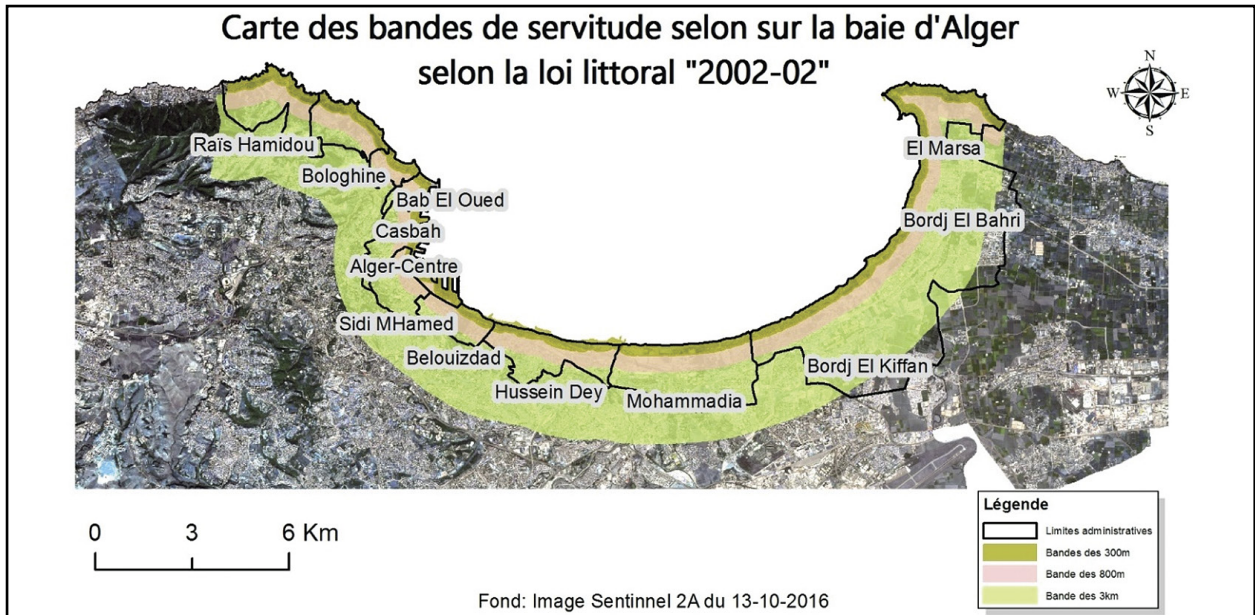 Carte des bandes de servitude selon sur la baie d'Alger
selon la loi littoral "2002-02"
N
W E
S
Raïs Hamidou
El Marsa
Bologhine
Bab El Oued
Bordj El Bahri
Casbah
Alger-Centre
Sidi MHamed
Belouizdad
Bordj El Kiffan
Hussein Dey
Mohammadia
Légende
Limites administratives
Bandes des 300m
Bande des 800m
Bande des 3km
0 3 6 Km
Fond: Image Sentinnel 2A du 13-10-2016